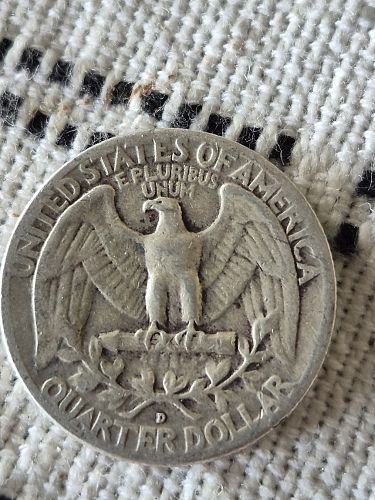 UNITED STATES OF AMERICA
E PLURIBUS
UNUM
D
QUARTER DOLLAR